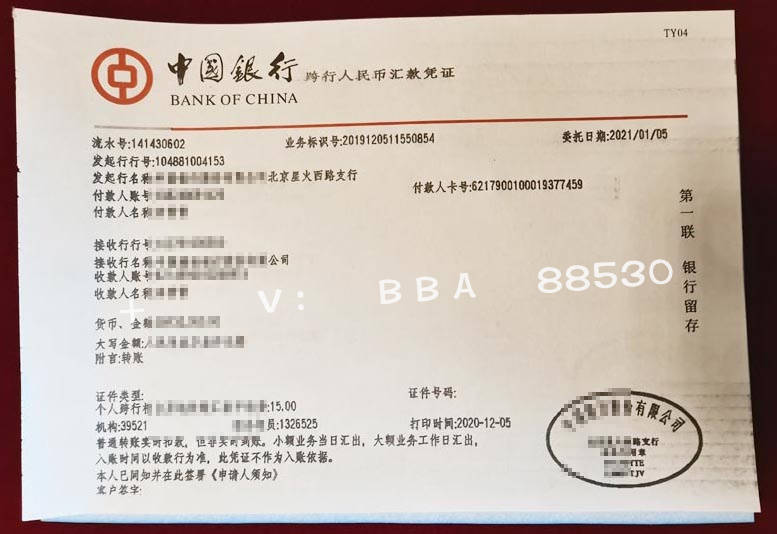 TY04
中國銀行 跨行人民币汇款凭证
BANK OF CHINA
流水号:141430602 业务标识号:2019120511550854 委托日期:2021/01/05
发起行行号:104881004153
发起行名称 北京星火西路支行
付款人账号 付款人卡号:6217900100019377459
付款人名称
接收行行号
接收行名称 公司
收款人账号
收款人名称
+ V: BBA 88530
货币、金额
大写金额:
附言:转账
第一联 银行留存
证件类型: 证件号码:
个人跨行 :15.00
机构:39521 员:1326525 打印时间:2020-12-05
普通转账实时扣款,但非实时到账。小额业务当日汇出,大额业务工作日汇出,
入账时间以收款行为准,此凭证不作为入账依据。
本人已同知并在此签署《申请人须知》
客户签字:
有限公司
路支行
用章